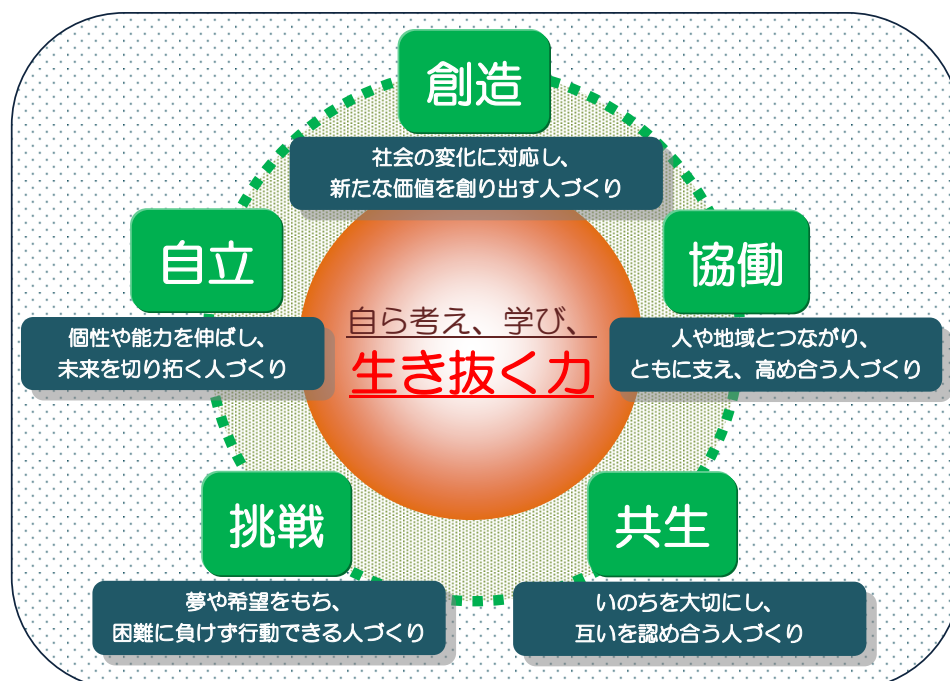 創造
社会の変化に対応し、
新たな価値を創り出す人づくり
自立
個性や能力を伸ばし、
未来を切り拓く人づくり
協働
人や地域とつながり、
ともに支え、高め合う人づくり
自ら考え、学び、
生き抜く力
挑戦
夢や希望をもち、
困難に負けず行動できる人づくり
共生
いのちを大切にし、
互いを認め合う人づくり